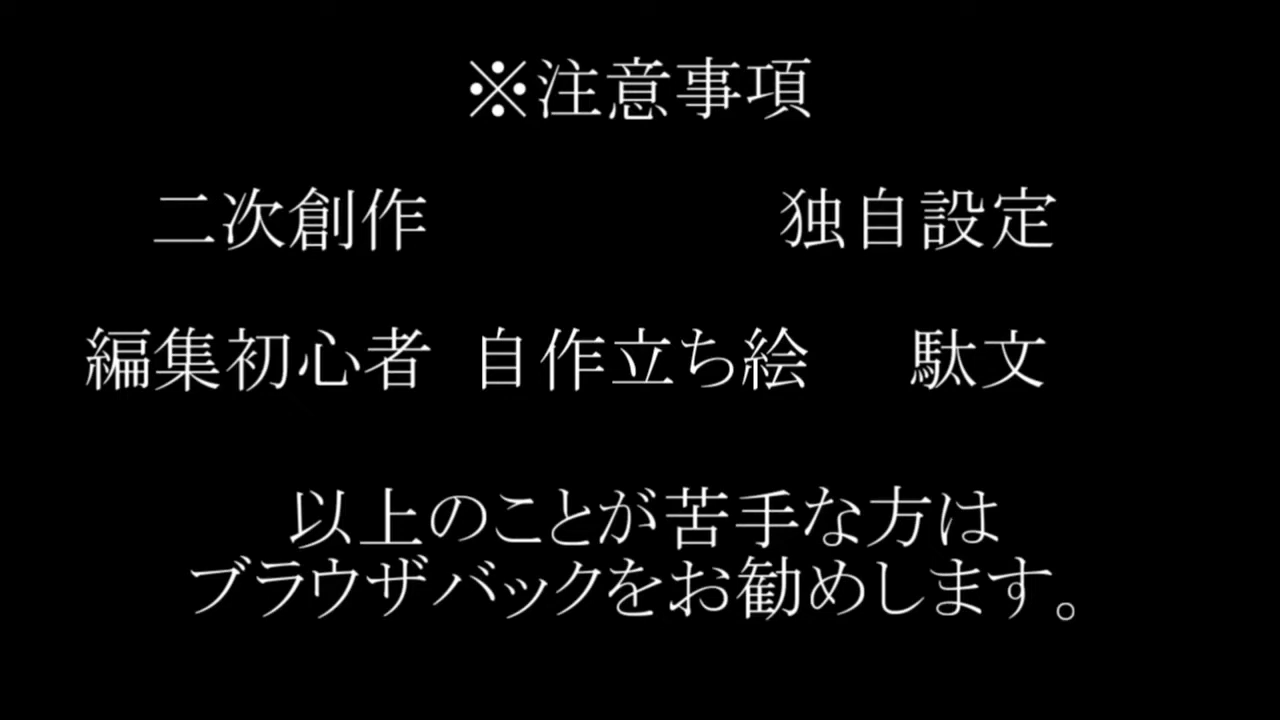 ※注意事項
二次創作 独自設定
編集初心者 自作立ち絵 駄文
以上のことが苦手な方は
ブラウザバックをお勧めします。